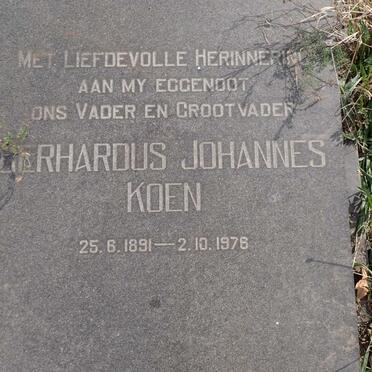 MET LIEFDEVOLLE HERINNERING
AAN MY EGGENOOT
ONS VADER EN GROOTVADER
GERHARDUS JOHANNES
KOEN
25.6.1891—2.10.1976